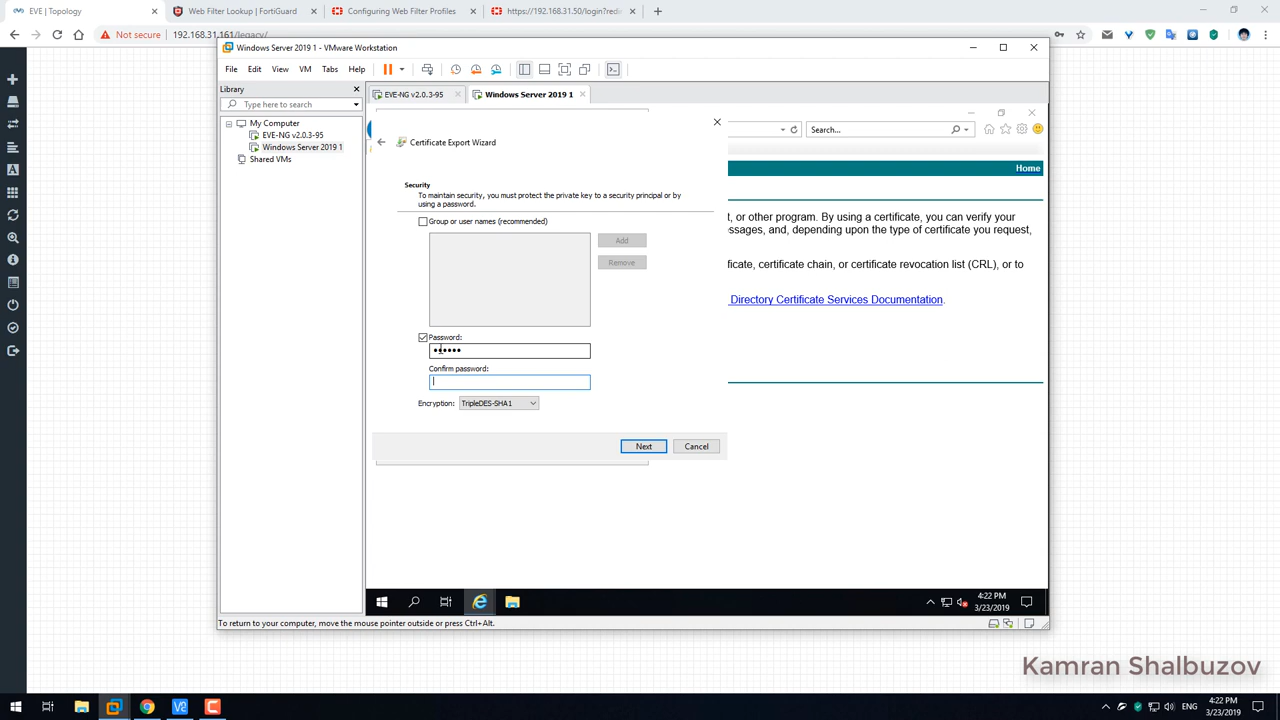 EVE | Topology
Web Filter Lookup | FortiGuard
Configuring Web Filter Profiles
https://192.168.31.50/login?redi
Not secure | 192.168.31.161/legacy/
Windows Server 2019 1 - VMware Workstation
File Edit View VM Tabs Help
Library
Type here to search
My Computer
EVE-NG v2.0.3-95
Windows Server 2019 1
Shared VMs
EVE-NG v2.0.3-95
Windows Server 2019 1
Search...
Certificate Export Wizard
Home
Security
To maintain security, you must protect the private key to a security principal or by
using a password.
Group or user names (recommended)
Add
Remove
t, or other program. By using a certificate, you can verify your
ssages, and, depending upon the type of certificate you request,
ificate, certificate chain, or certificate revocation list (CRL), or to
Directory Certificate Services Documentation.
Password:
Confirm password:
Encryption: TripleDES-SHA1
Next
Cancel
4:22 PM
3/23/2019
To return to your computer, move the mouse pointer outside or press Ctrl+Alt.
Kamran Shalbuzov
ENG
4:22 PM
3/23/2019